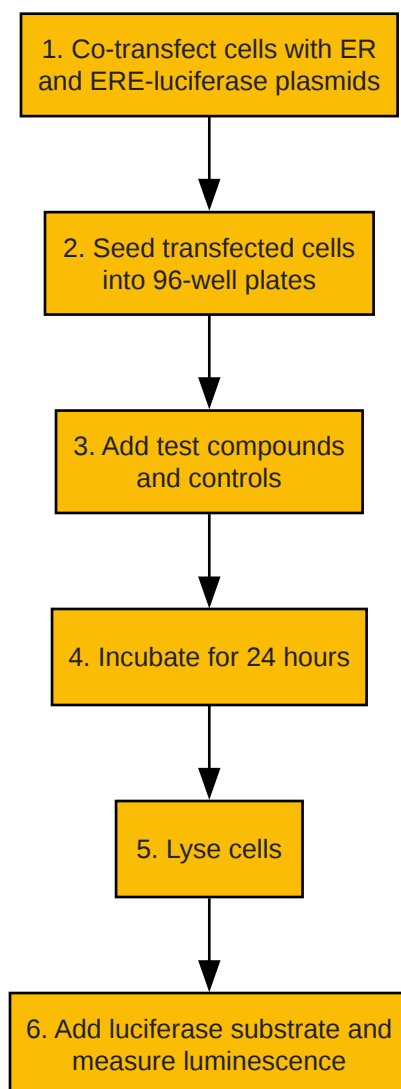 1. Co-transfect cells with ER
and ERE-luciferase plasmids
2. Seed transfected cells
into 96-well plates
3. Add test compounds
and controls
4. Incubate for 24 hours
5. Lyse cells
6. Add luciferase substrate and
measure luminescence